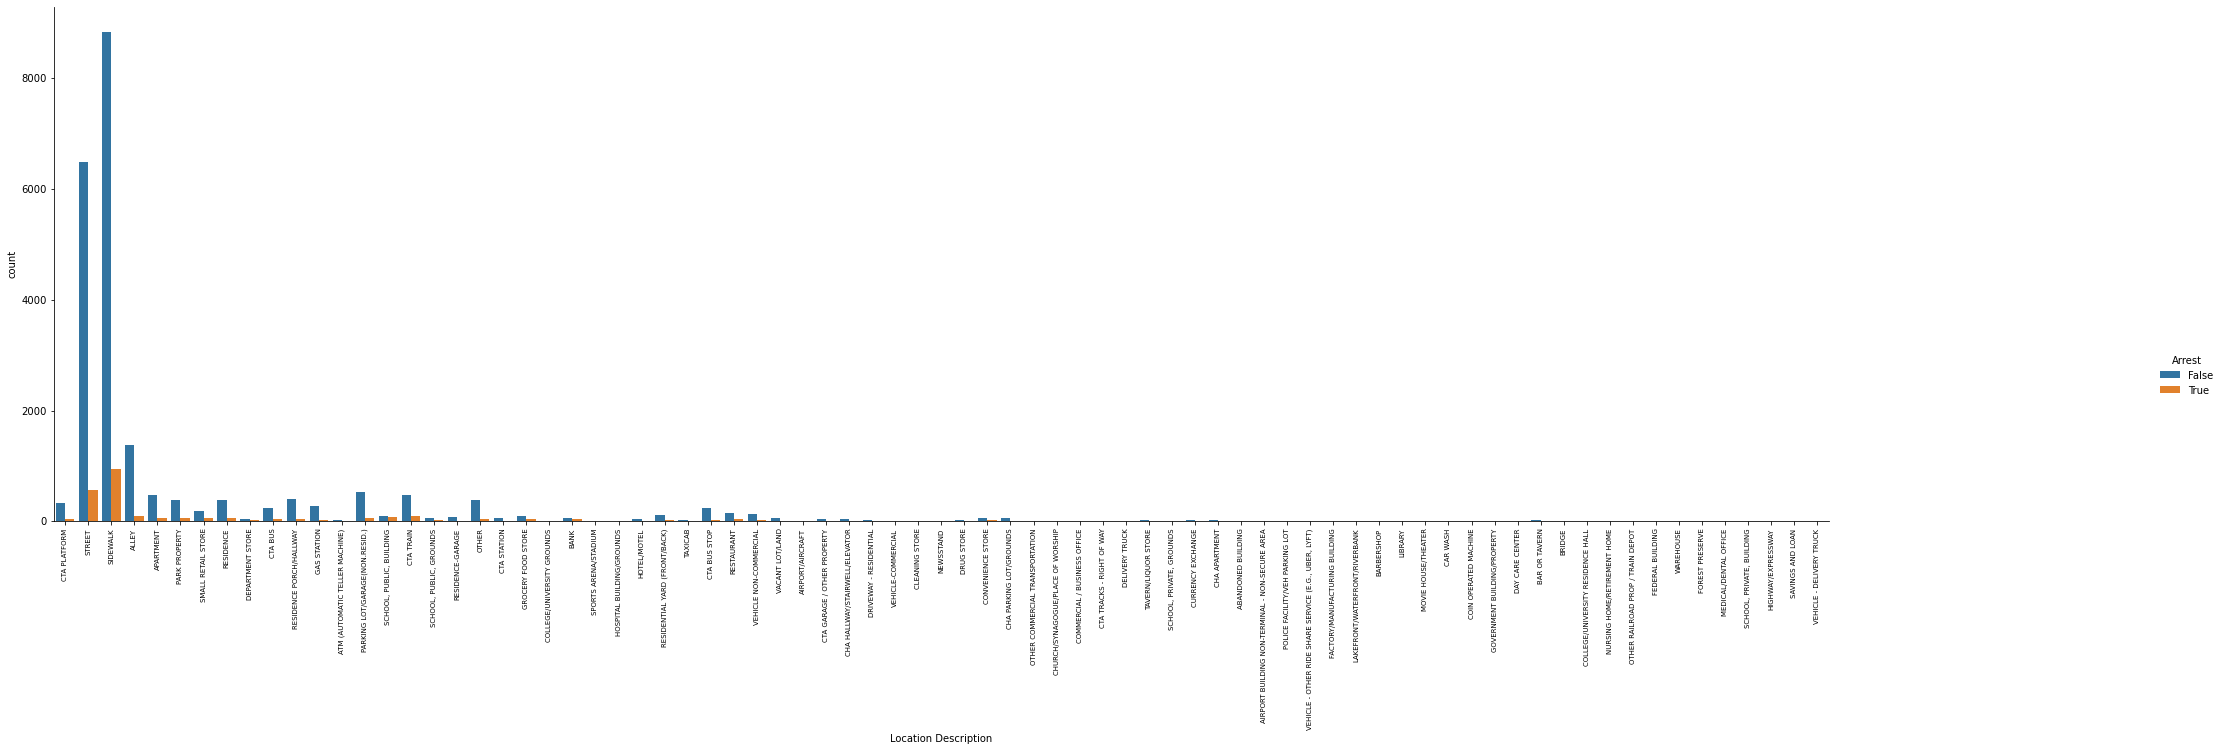 8000
6000
4000
2000
0
count
CTA PLATFORM
STREET
SIDEWALK
ALLEY
APARTMENT
PARK PROPERTY
SMALL RETAIL STORE
RESIDENCE
DEPARTMENT STORE
CTA BUS
RESIDENCE PORCH/HALLWAY
GAS STATION
ATM (AUTOMATIC TELLER MACHINE)
PARKING LOT/GARAGE(NON.RESID.)
SCHOOL, PUBLIC, BUILDING
CTA TRAIN
SCHOOL, PUBLIC, GROUNDS
RESIDENCE-GARAGE
OTHER
CTA STATION
GROCERY FOOD STORE
COLLEGE/UNIVERSITY GROUNDS
BANK
SPORTS ARENA/STADIUM
HOSPITAL BUILDING/GROUNDS
HOTEL/MOTEL
RESIDENTIAL YARD (FRONT/BACK)
TAXICAB
CTA BUS STOP
RESTAURANT
VEHICLE NON-COMMERCIAL
VACANT LOT/LAND
AIRPORT/AIRCRAFT
CTA GARAGE / OTHER PROPERTY
CHA HALLWAY/STAIRWELL/ELEVATOR
DRIVEWAY - RESIDENTIAL
VEHICLE-COMMERCIAL
CLEANING STORE
NEWSSTAND
DRUG STORE
CONVENIENCE STORE
CHA PARKING LOT/GROUNDS
OTHER COMMERCIAL TRANSPORTATION
CHURCH/SYNAGOGUE/PLACE OF WORSHIP
COMMERCIAL / BUSINESS OFFICE
CTA TRACKS - RIGHT OF WAY
DELIVERY TRUCK
TAVERN/LIQUOR STORE
SCHOOL, PRIVATE, GROUNDS
CURRENCY EXCHANGE
CHA APARTMENT
ABANDONED BUILDING
AIRPORT BUILDING NON-TERMINAL - NON-SECURE AREA
POLICE FACILITY/VEH PARKING LOT
VEHICLE - OTHER RIDE SHARE SERVICE (E.G., UBER, LYFT)
FACTORY/MANUFACTURING BUILDING
LAKEFRONT/WATERFRONT/RIVERBANK
BARBERSHOP
LIBRARY
MOVIE HOUSE/THEATER
CAR WASH
COIN OPERATED MACHINE
GOVERNMENT BUILDING/PROPERTY
DAY CARE CENTER
BAR OR TAVERN
BRIDGE
COLLEGE/UNIVERSITY RESIDENCE HALL
NURSING HOME/RETIREMENT HOME
OTHER RAILROAD PROP / TRAIN DEPOT
FEDERAL BUILDING
WAREHOUSE
FOREST PRESERVE
MEDICAL/DENTAL OFFICE
SCHOOL, PRIVATE, BUILDING
HIGHWAY/EXPRESSWAY
SAVINGS AND LOAN
VEHICLE - DELIVERY TRUCK
Location Description
Arrest
False
True